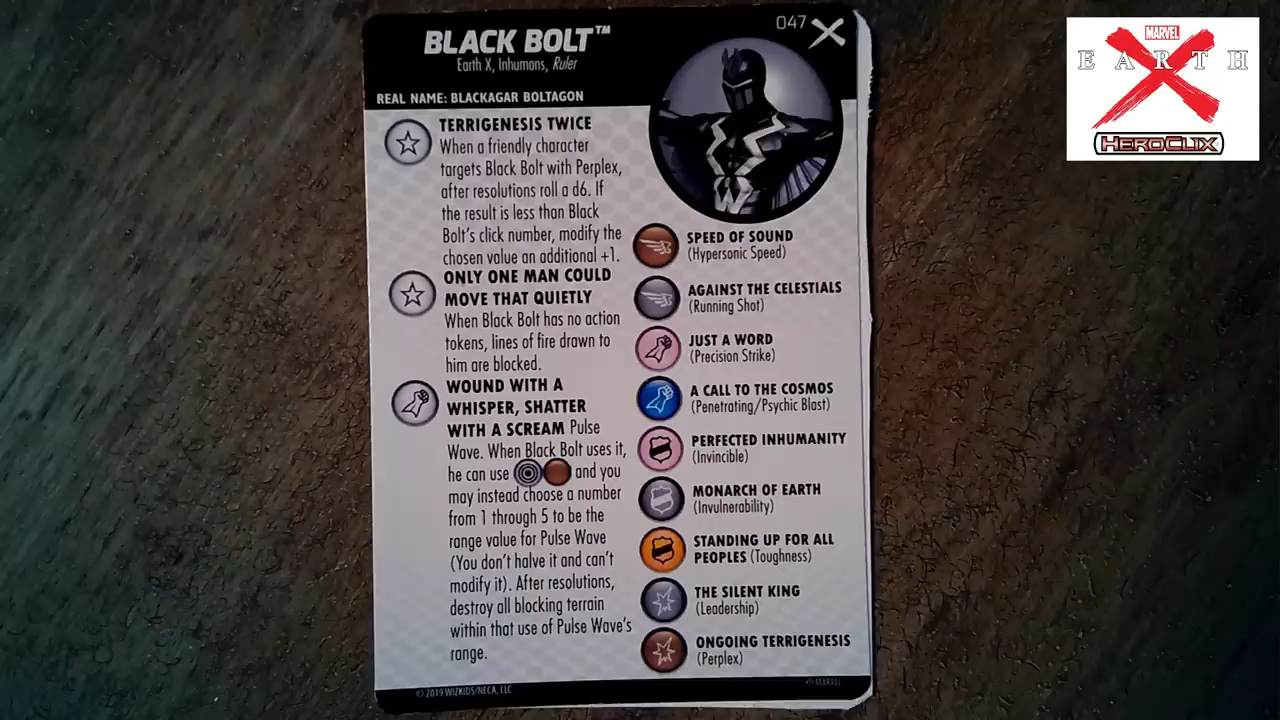 BLACK BOLT™
047
Earth X, Inhumans, Ruler
REAL NAME: BLACKAGAR BOLTAGON
TERRIGENESIS TWICE
When a friendly character
targets Black Bolt with Perplex,
after resolutions roll a d6. If
the result is less than Black
Bolt's click number, modify the
chosen value an additional +1.
ONLY ONE MAN COULD
MOVE THAT QUIETLY
When Black Bolt has no action
tokens, lines of fire drawn to
him are blocked.
WOUND WITH A
WHISPER, SHATTER
WITH A SCREAM Pulse
Wave. When Black Bolt uses it,
he can use and you
may instead choose a number
from 1 through 5 to be the
range value for Pulse Wave
(You don't halve it and can't
modify it). After resolutions,
destroy all blocking terrain
within that use of Pulse Wave's
range.
SPEED OF SOUND
(Hypersonic Speed)
AGAINST THE CELESTIALS
(Running Shot)
JUST A WORD
(Precision Strike)
A CALL TO THE COSMOS
(Penetrating/Psychic Blast)
PERFECTED INHUMANITY
(Invincible)
MONARCH OF EARTH
(Invulnerability)
STANDING UP FOR ALL
PEOPLES (Toughness)
THE SILENT KING
(Leadership)
ONGOING TERRIGENESIS
(Perplex)
© 2019 WIZKIDS/NECA, LLC.
© MARVEL
MARVEL
EARTH
X
HEROCLIX